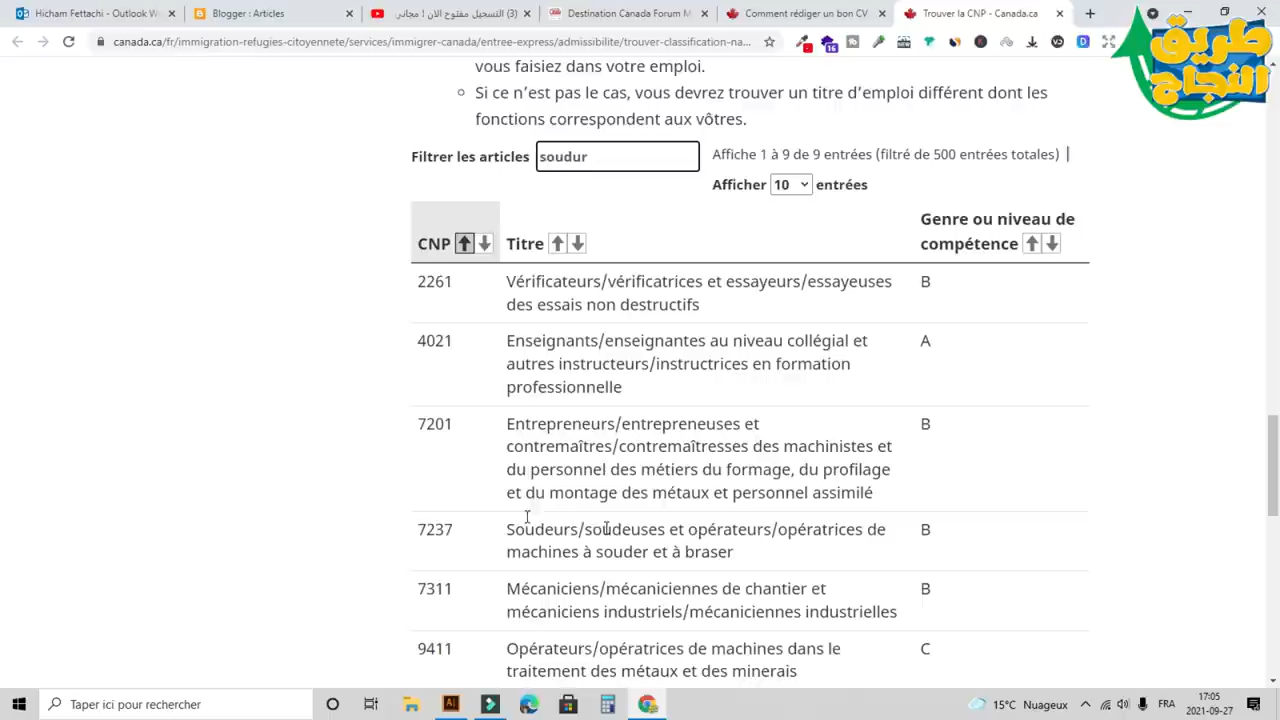 Fichiers joints - Outlook W
Blogger : Articles
(3) التسجيل مفتوح الان ! مجاني
Destination Canada Forum M
Hicham Fettachi - Outlook W
Comment rédiger un bon CV
Trouver la CNP - Canada.ca
canada.ca/fr/immigration-refugies-citoyennete/services/immigrer-canada/entree-express/admissibilite/trouver-classification-na...
16
طريق
النجاح
vous faisiez dans votre emploi.
Si ce n'est pas le cas, vous devrez trouver un titre d'emploi différent dont les
fonctions correspondent aux vôtres.
Filtrer les articles soudur Affiche 1 à 9 de 9 entrées (filtré de 500 entrées totales) |
Afficher 10 entrées
CNP Titre Genre ou niveau de
compétence
2261 Vérificateurs/vérificatrices et essayeurs/essayeuses B
des essais non destructifs
4021 Enseignants/enseignantes au niveau collégial et A
autres instructeurs/instructrices en formation
professionnelle
7201 Entrepreneurs/entrepreneuses et B
contremaîtres/contremaîtresses des machinistes et
du personnel des métiers du formage, du profilage
et du montage des métaux et personnel assimilé
7237 Soudeurs/soudeuses et opérateurs/opératrices de B
machines à souder et à braser
7311 Mécaniciens/mécaniciennes de chantier et B
mécaniciens industriels/mécaniciennes industrielles
9411 Opérateurs/opératrices de machines dans le C
traitement des métaux et des minerais
Taper ici pour rechercher
15°C Nuageux
FRA
17:05
2021-09-27